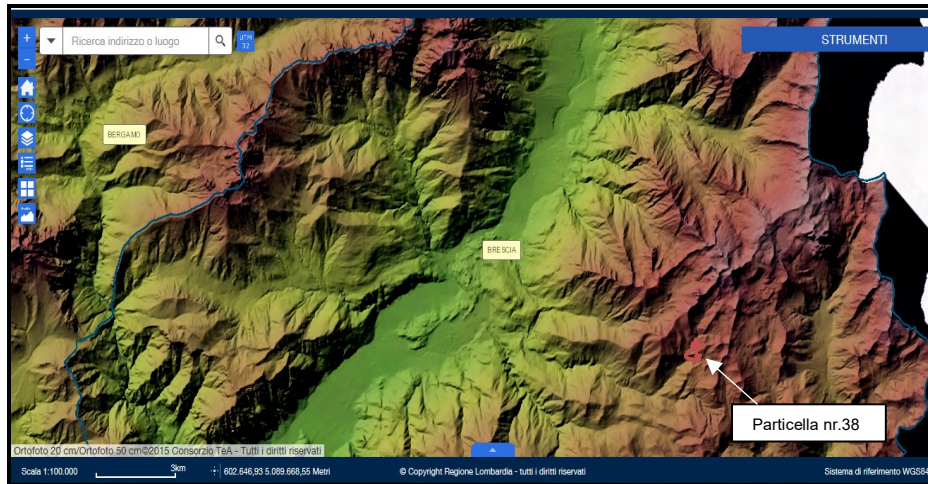 +
Ricerca indirizzo o luogo
UTM
32
STRUMENTI
-
BERGAMO
BRESCIA
Particella nr.38
Ortofoto 20 cm/Ortofoto 50 cm©2015 Consorzio TeA - Tutti i diritti riservati
Scala 1:100.000
3km
602.646,93 5.089.668,55 Metri
© Copyright Regione Lombardia - tutti i diritti riservati
Sistema di riferimento WGS84